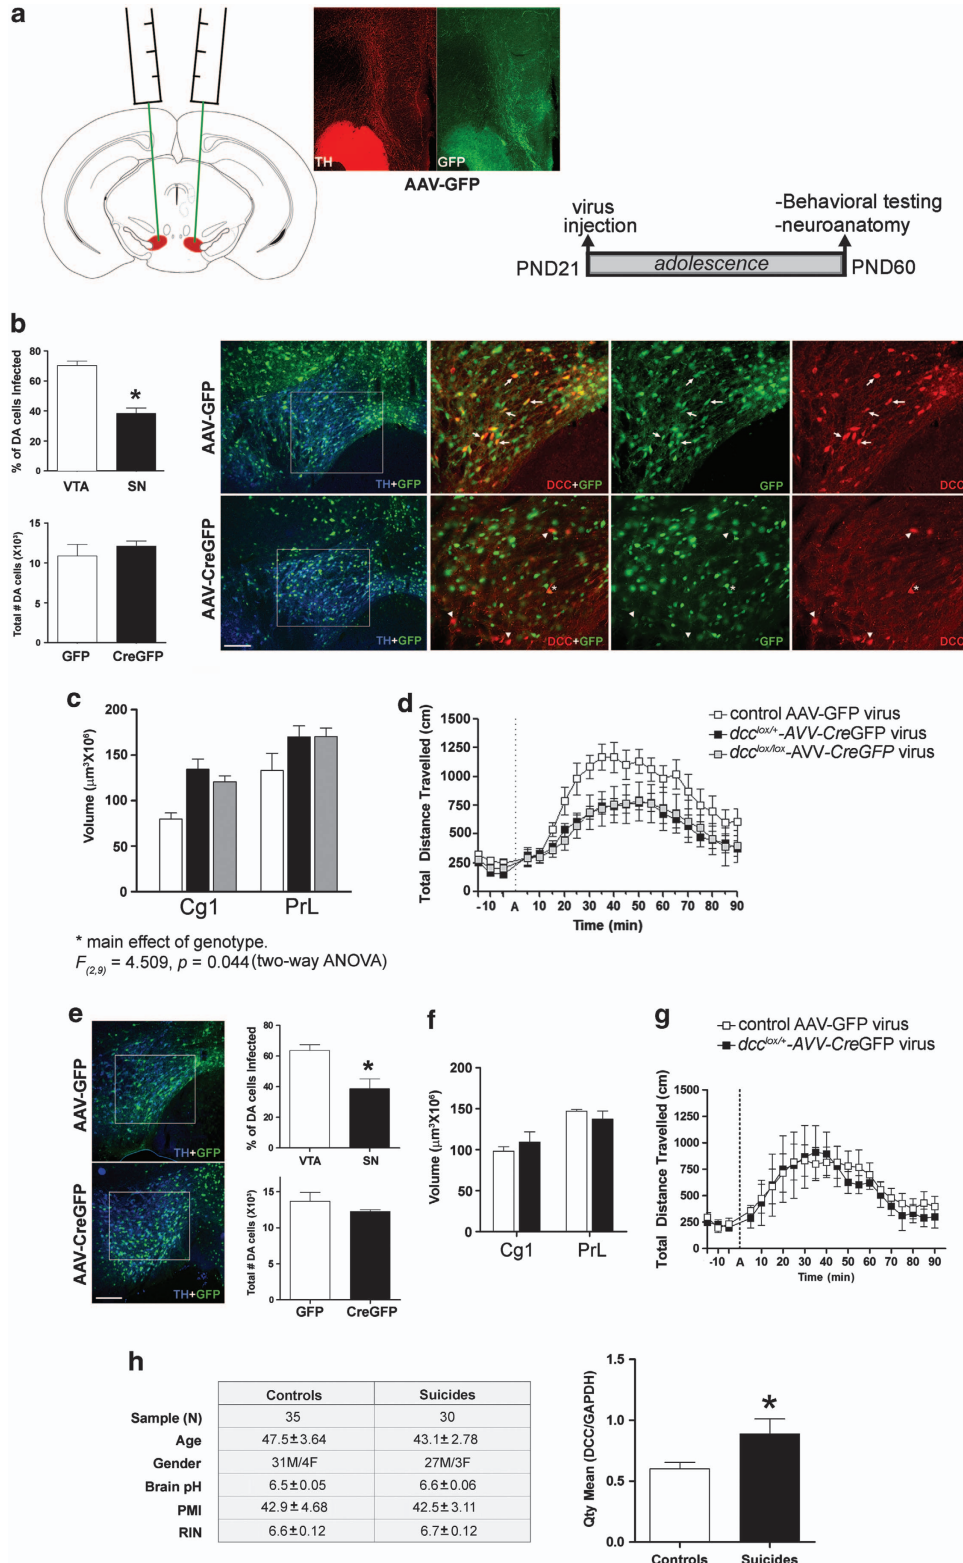 a
TH
GFP
AAV-GFP
virus
injection
-Behavioral testing
-neuroanatomy
PND21
adolescence
PND60
b
% of DA cells Infected
80
60
40
20
0
*
VTA
SN
Total # DA cells (X10³)
15
10
5
0
GFP
CreGFP
AAV-GFP
TH+GFP
DCC+GFP
GFP
DCC
AAV-CreGFP
*
*
*
TH+GFP
DCC+GFP
GFP
DCC
c
Volume (μm³X10⁶)
200
150
100
50
0
Cg1
PrL
* main effect of genotype.
F(2,9) = 4.509, p = 0.044 (two-way ANOVA)
d
control AAV-GFP virus
dcc^lox/+-AVV-CreGFP virus
dcc^lox/lox-AVV-CreGFP virus
Total Distance Travelled (cm)
1500
1250
1000
750
500
250
0
-10
A
10
20
30
40
50
60
70
80
90
Time (min)
e
AAV-GFP
TH+GFP
AAV-CreGFP
TH+GFP
% of DA cells Infected
80
60
40
20
0
*
VTA
SN
Total # DA cells (X10³)
15
10
5
0
GFP
CreGFP
f
Volume (μm³X10⁶)
200
150
100
50
0
Cg1
PrL
g
control AAV-GFP virus
dcc^lox/+-AVV-CreGFP virus
Total Distance Travelled (cm)
1500
1250
1000
750
500
250
0
-10
A
10
20
30
40
50
60
70
80
90
Time (min)
h
Controls Suicides
Sample (N) 35 30
Age 47.5±3.64 43.1±2.78
Gender 31M/4F 27M/3F
Brain pH 6.5±0.05 6.6±0.06
PMI 42.9±4.68 42.5±3.11
RIN 6.6±0.12 6.7±0.12
Qty Mean (DCC/GAPDH)
1.5
1.0
0.5
0.0
*
Controls
Suicides